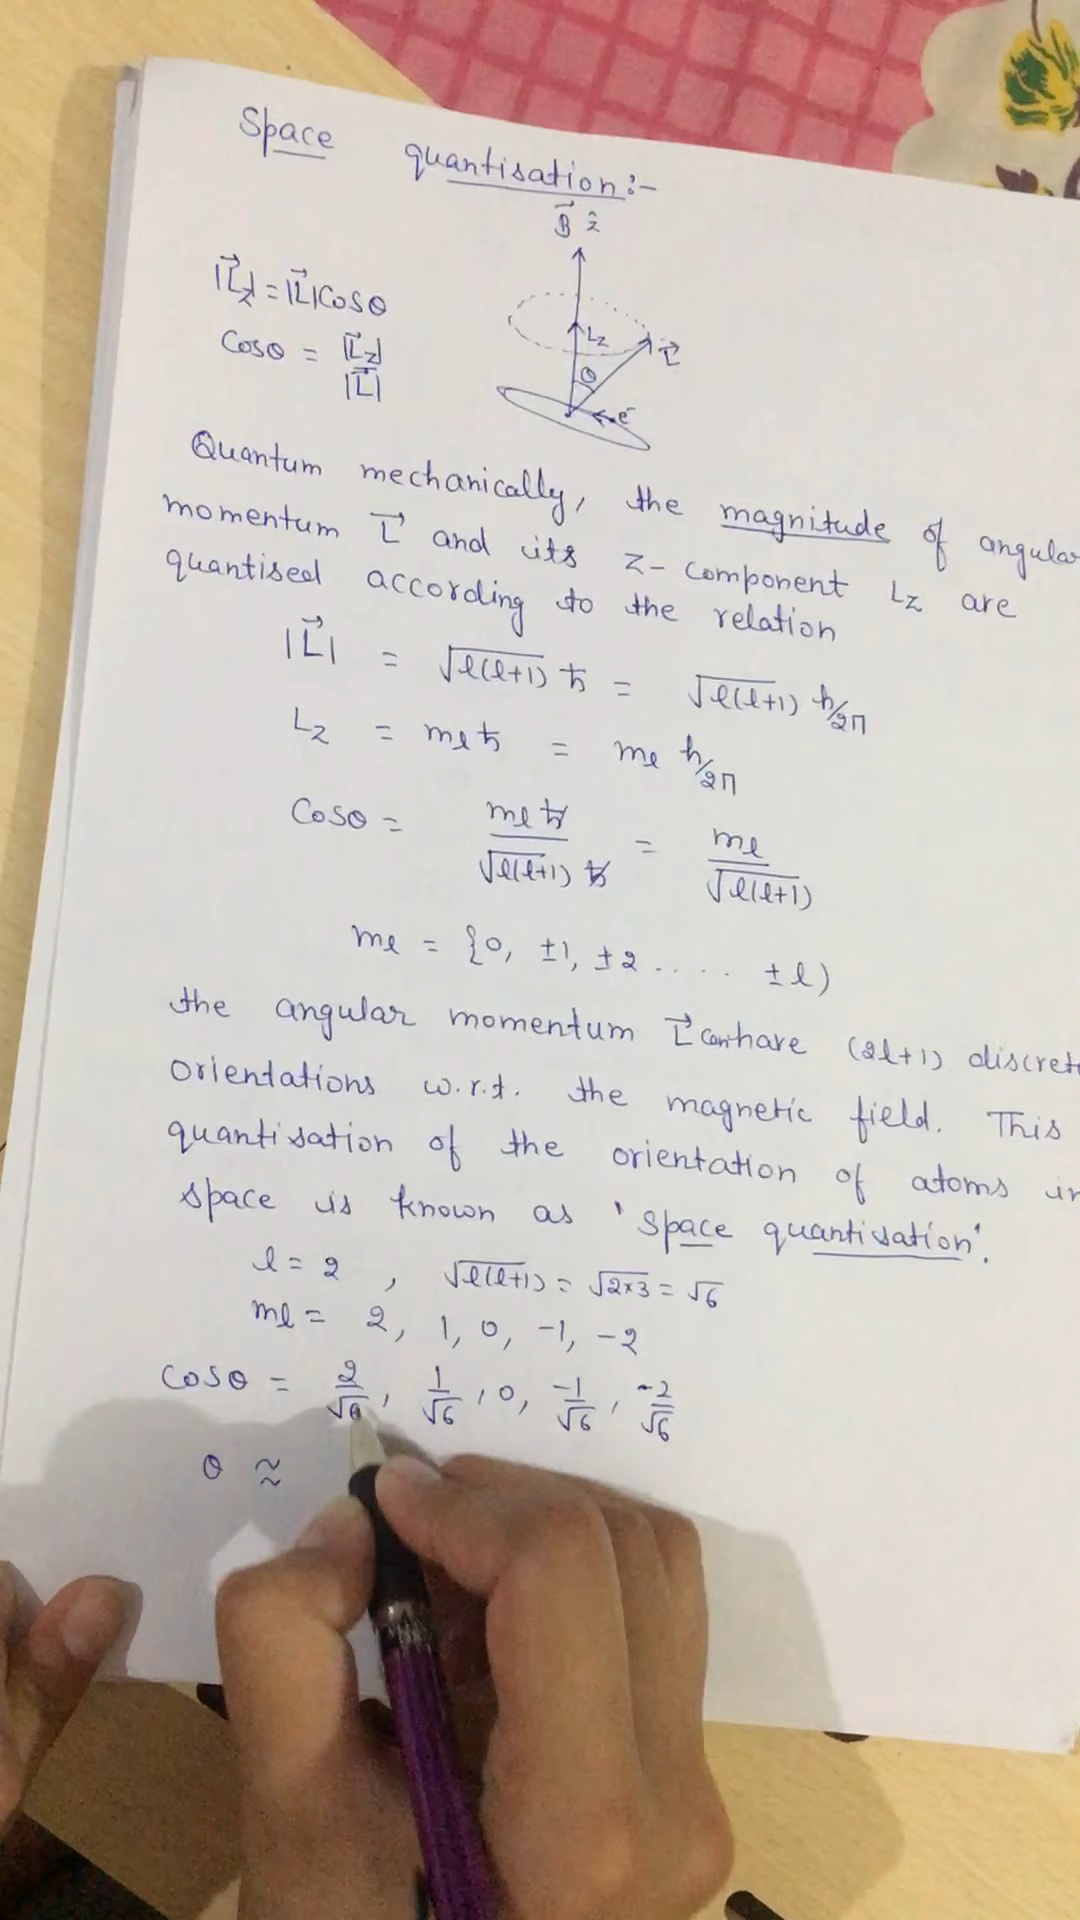 Space quantisation:-
B⃗ ẑ
|L⃗z| = |L⃗|Cosθ
Cosθ = |L⃗z| / |L⃗|
Lz
L⃗
θ
e⁻
Quantum mechanically, the magnitude of angular
momentum L⃗ and its z-component Lz are
quantised according to the relation
|L⃗| = √l(l+1) ħ = √l(l+1) h/2π
Lz = ml ħ = ml h/2π
Cosθ = ml ħ / √l(l+1) ħ = ml / √l(l+1)
ml = {0, ±1, ±2 ..... ±l)
the angular momentum L⃗ can have (2l+1) discrete
orientations w.r.t. the magnetic field. This
quantisation of the orientation of atoms in
space is known as 'space quantisation'.
l = 2 , √l(l+1) = √2×3 = √6
ml = 2, 1, 0, -1, -2
Cosθ = 2/√6, 1/√6, 0, -1/√6, -2/√6
θ ≈